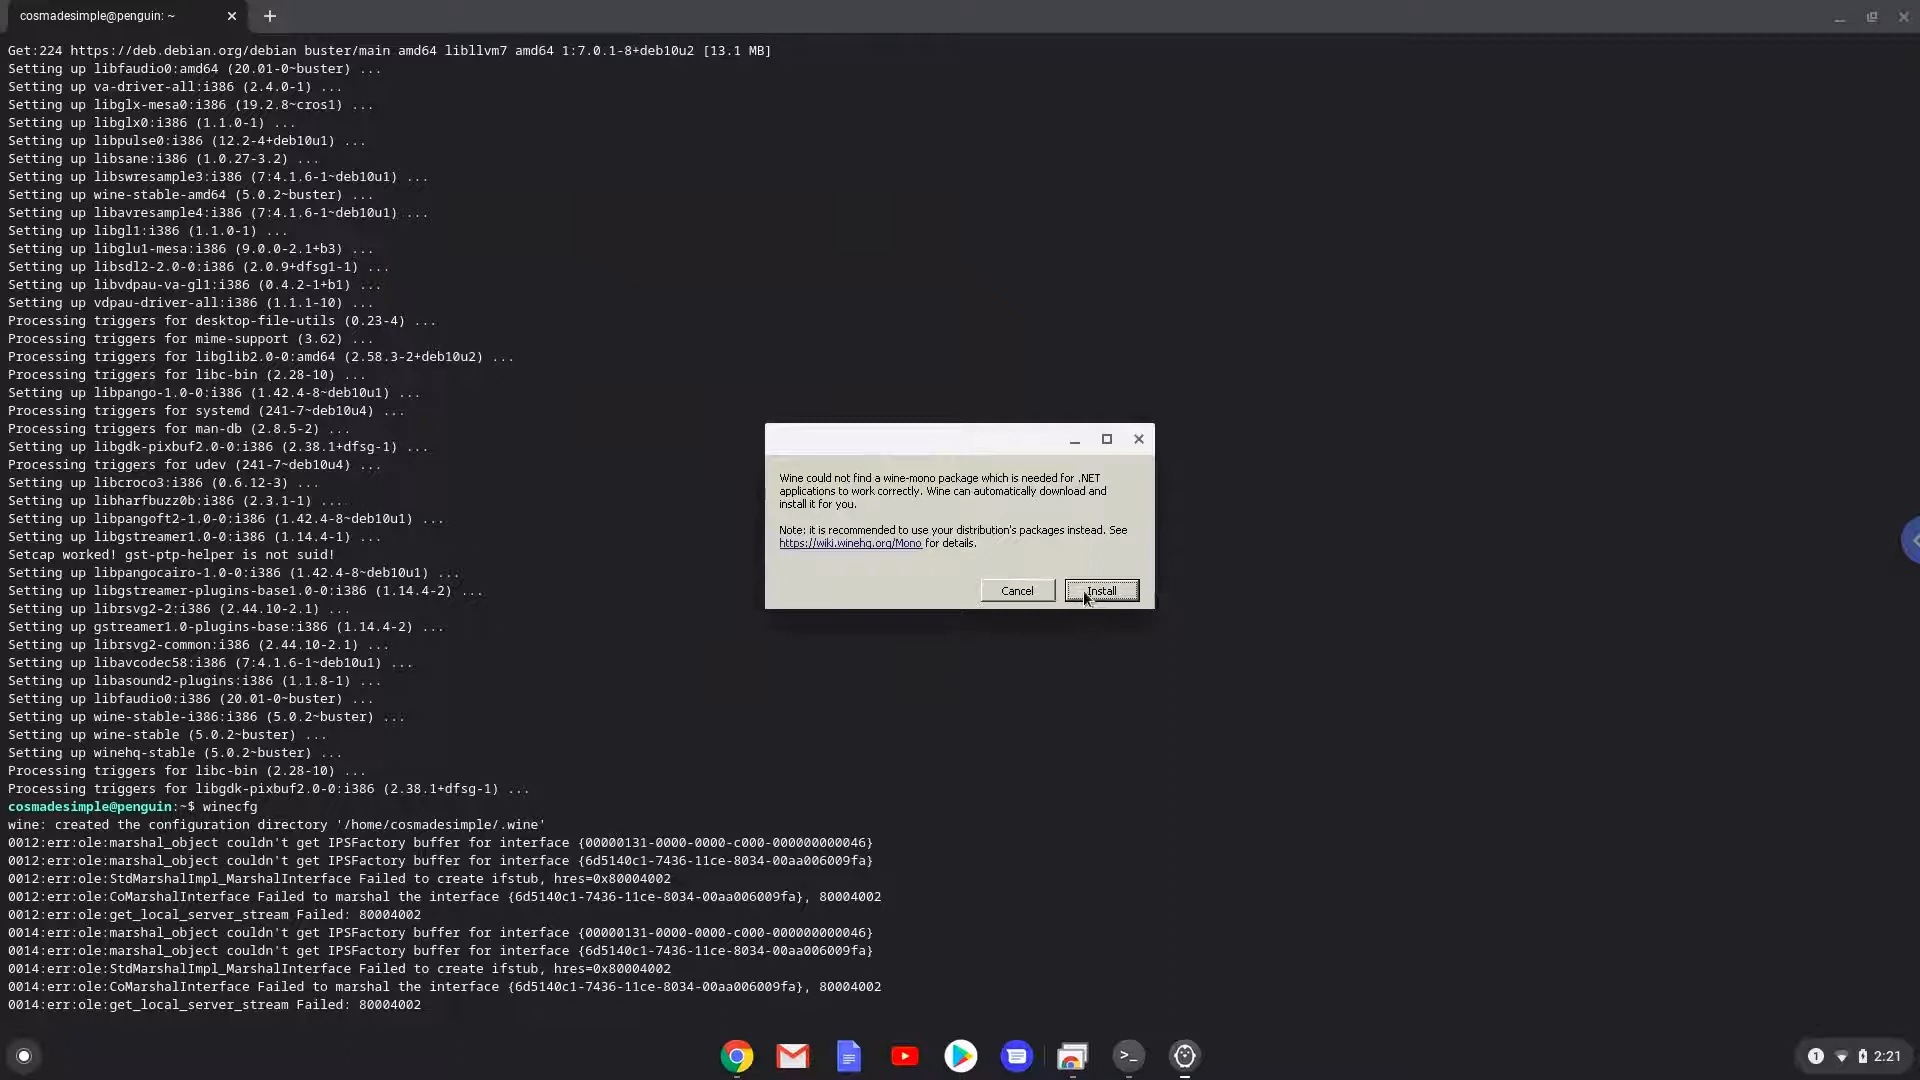 cosmadesimple@penguin: ~
Get:224 https://deb.debian.org/debian buster/main amd64 libllvm7 amd64 1:7.0.1-8+deb10u2 [13.1 MB]
Setting up libfaudio0:amd64 (20.01-0~buster) ...
Setting up va-driver-all:i386 (2.4.0-1) ...
Setting up libglx-mesa0:i386 (19.2.8~cros1) ...
Setting up libglx0:i386 (1.1.0-1) ...
Setting up libpulse0:i386 (12.2-4+deb10u1) ...
Setting up libsane:i386 (1.0.27-3.2) ...
Setting up libswresample3:i386 (7:4.1.6-1~deb10u1) ...
Setting up wine-stable-amd64 (5.0.2~buster) ...
Setting up libavresample4:i386 (7:4.1.6-1~deb10u1) ...
Setting up libgl1:i386 (1.1.0-1) ...
Setting up libglu1-mesa:i386 (9.0.0-2.1+b3) ...
Setting up libsdl2-2.0-0:i386 (2.0.9+dfsg1-1) ...
Setting up libvdpau-va-gl1:i386 (0.4.2-1+b1) ...
Setting up vdpau-driver-all:i386 (1.1.1-10) ...
Processing triggers for desktop-file-utils (0.23-4) ...
Processing triggers for mime-support (3.62) ...
Processing triggers for libglib2.0-0:amd64 (2.58.3-2+deb10u2) ...
Processing triggers for libc-bin (2.28-10) ...
Setting up libpango-1.0-0:i386 (1.42.4-8~deb10u1) ...
Processing triggers for systemd (241-7~deb10u4) ...
Processing triggers for man-db (2.8.5-2) ...
Setting up libgdk-pixbuf2.0-0:i386 (2.38.1+dfsg-1) ...
Processing triggers for udev (241-7~deb10u4) ...
Setting up libcroco3:i386 (0.6.12-3) ...
Setting up libharfbuzz0b:i386 (2.3.1-1) ...
Setting up libpangoft2-1.0-0:i386 (1.42.4-8~deb10u1) ...
Setting up libgstreamer1.0-0:i386 (1.14.4-1) ...
Setcap worked! gst-ptp-helper is not suid!
Setting up libpangocairo-1.0-0:i386 (1.42.4-8~deb10u1) ...
Setting up libgstreamer-plugins-base1.0-0:i386 (1.14.4-2) ...
Setting up librsvg2-2:i386 (2.44.10-2.1) ...
Setting up gstreamer1.0-plugins-base:i386 (1.14.4-2) ...
Setting up librsvg2-common:i386 (2.44.10-2.1) ...
Setting up libavcodec58:i386 (7:4.1.6-1~deb10u1) ...
Setting up libasound2-plugins:i386 (1.1.8-1) ...
Setting up libfaudio0:i386 (20.01-0~buster) ...
Setting up wine-stable-i386:i386 (5.0.2~buster) ...
Setting up wine-stable (5.0.2~buster) ...
Setting up winehq-stable (5.0.2~buster) ...
Processing triggers for libc-bin (2.28-10) ...
Processing triggers for libgdk-pixbuf2.0-0:i386 (2.38.1+dfsg-1) ...
cosmadesimple@penguin:~$ winecfg
wine: created the configuration directory '/home/cosmadesimple/.wine'
0012:err:ole:marshal_object couldn't get IPSFactory buffer for interface {00000131-0000-0000-c000-000000000046}
0012:err:ole:marshal_object couldn't get IPSFactory buffer for interface {6d5140c1-7436-11ce-8034-00aa006009fa}
0012:err:ole:StdMarshalImpl_MarshalInterface Failed to create ifstub, hres=0x80004002
0012:err:ole:CoMarshalInterface Failed to marshal the interface {6d5140c1-7436-11ce-8034-00aa006009fa}, 80004002
0012:err:ole:get_local_server_stream Failed: 80004002
0014:err:ole:marshal_object couldn't get IPSFactory buffer for interface {00000131-0000-0000-c000-000000000046}
0014:err:ole:marshal_object couldn't get IPSFactory buffer for interface {6d5140c1-7436-11ce-8034-00aa006009fa}
0014:err:ole:StdMarshalImpl_MarshalInterface Failed to create ifstub, hres=0x80004002
0014:err:ole:CoMarshalInterface Failed to marshal the interface {6d5140c1-7436-11ce-8034-00aa006009fa}, 80004002
0014:err:ole:get_local_server_stream Failed: 80004002
Wine could not find a wine-mono package which is needed for .NET
applications to work correctly. Wine can automatically download and
install it for you.
Note: it is recommended to use your distribution's packages instead. See
https://wiki.winehq.org/Mono for details.
Cancel
Install
1
2:21